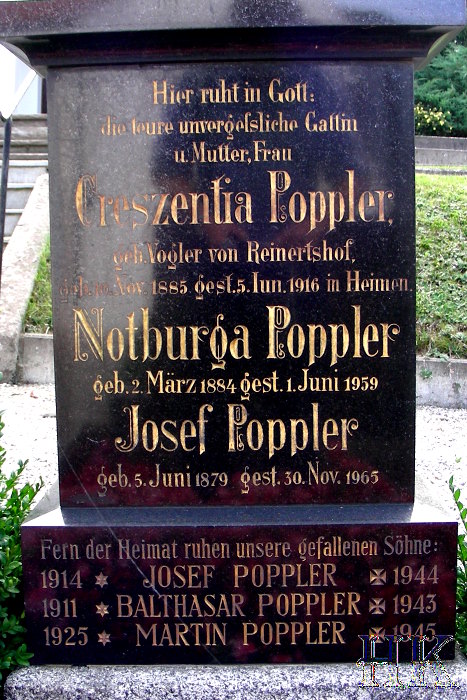 Hier ruht in Gott:
die teure unvergeßliche Gattin
u. Mutter, Frau
Creszentia Poppler,
geb. Vogler von Reinertshof,
geb. 10. Nov. 1885 gest. 5. Jun. 1916 in Heimen.
Notburga Poppler
geb. 2. März 1884 gest. 1. Juni 1959
Josef Poppler
geb. 5. Juni 1879 gest. 30. Nov. 1965
Fern der Heimat ruhen unsere gefallenen Söhne:
1914 ✶ JOSEF POPPLER ✠ 1944
1911 ✶ BALTHASAR POPPLER ✠ 1943
1925 ✶ MARTIN POPPLER ✠ 1945